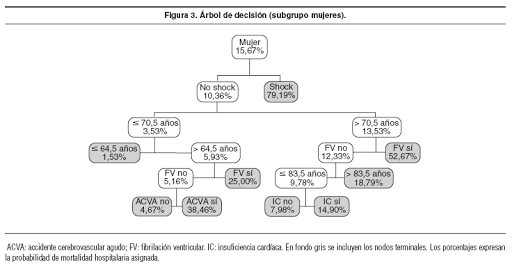 Figura 3. Árbol de decisión (subgrupo mujeres).
Mujer
15,67%
No shock
10,36%
Shock
79,19%
≤ 70,5 años
3,53%
> 70,5 años
13,53%
≤ 64,5 años
1,53%
> 64,5 años
5,93%
FV no
12,33%
FV sí
52,67%
FV no
5,16%
FV sí
25,00%
≤ 83,5 años
9,78%
> 83,5 años
18,79%
ACVA no
4,67%
ACVA sí
38,46%
IC no
7,98%
IC sí
14,90%
ACVA: accidente cerebrovascular agudo; FV: fibrilación ventricular. IC: insuficiencia cardíaca. En fondo gris se incluyen los nodos terminales. Los porcentajes expresan
la probabilidad de mortalidad hospitalaria asignada.